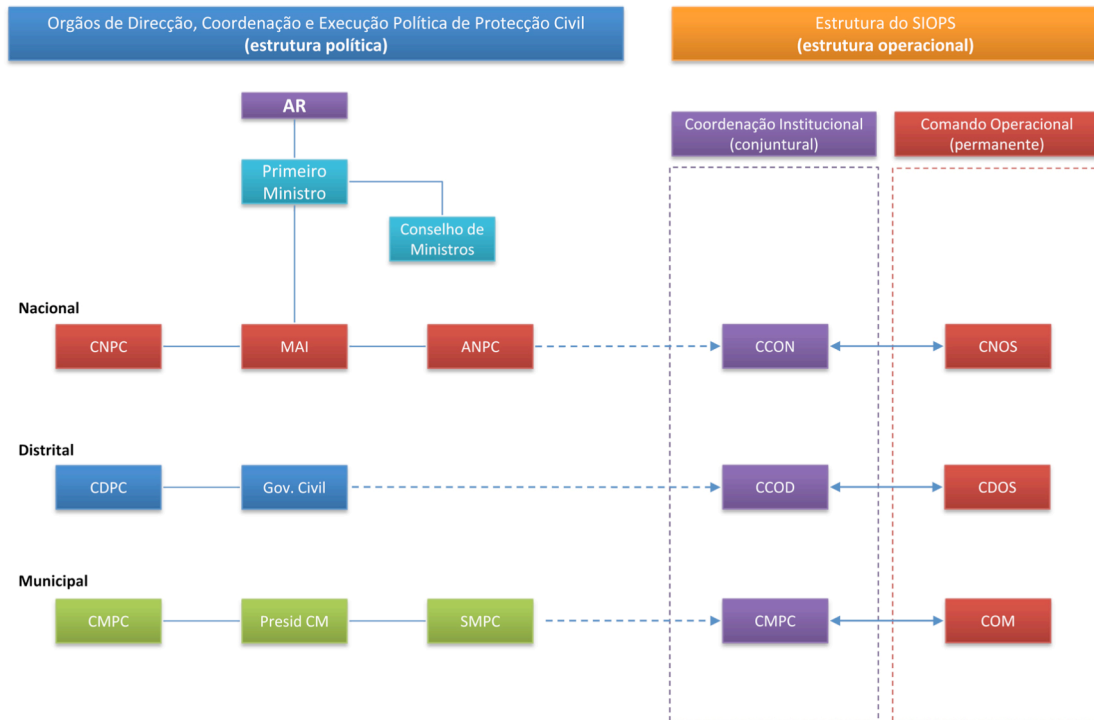 Orgãos de Direcção, Coordenação e Execução Política de Protecção Civil
(estrutura política)
Estrutura do SIOPS
(estrutura operacional)
AR
Coordenação Institucional
(conjuntural)
Comando Operacional
(permanente)
Primeiro
Ministro
Conselho de
Ministros
Nacional
CNPC
MAI
ANPC
CCON
CNOS
Distrital
CDPC
Gov. Civil
CCOD
CDOS
Municipal
CMPC
Presid CM
SMPC
CMPC
COM